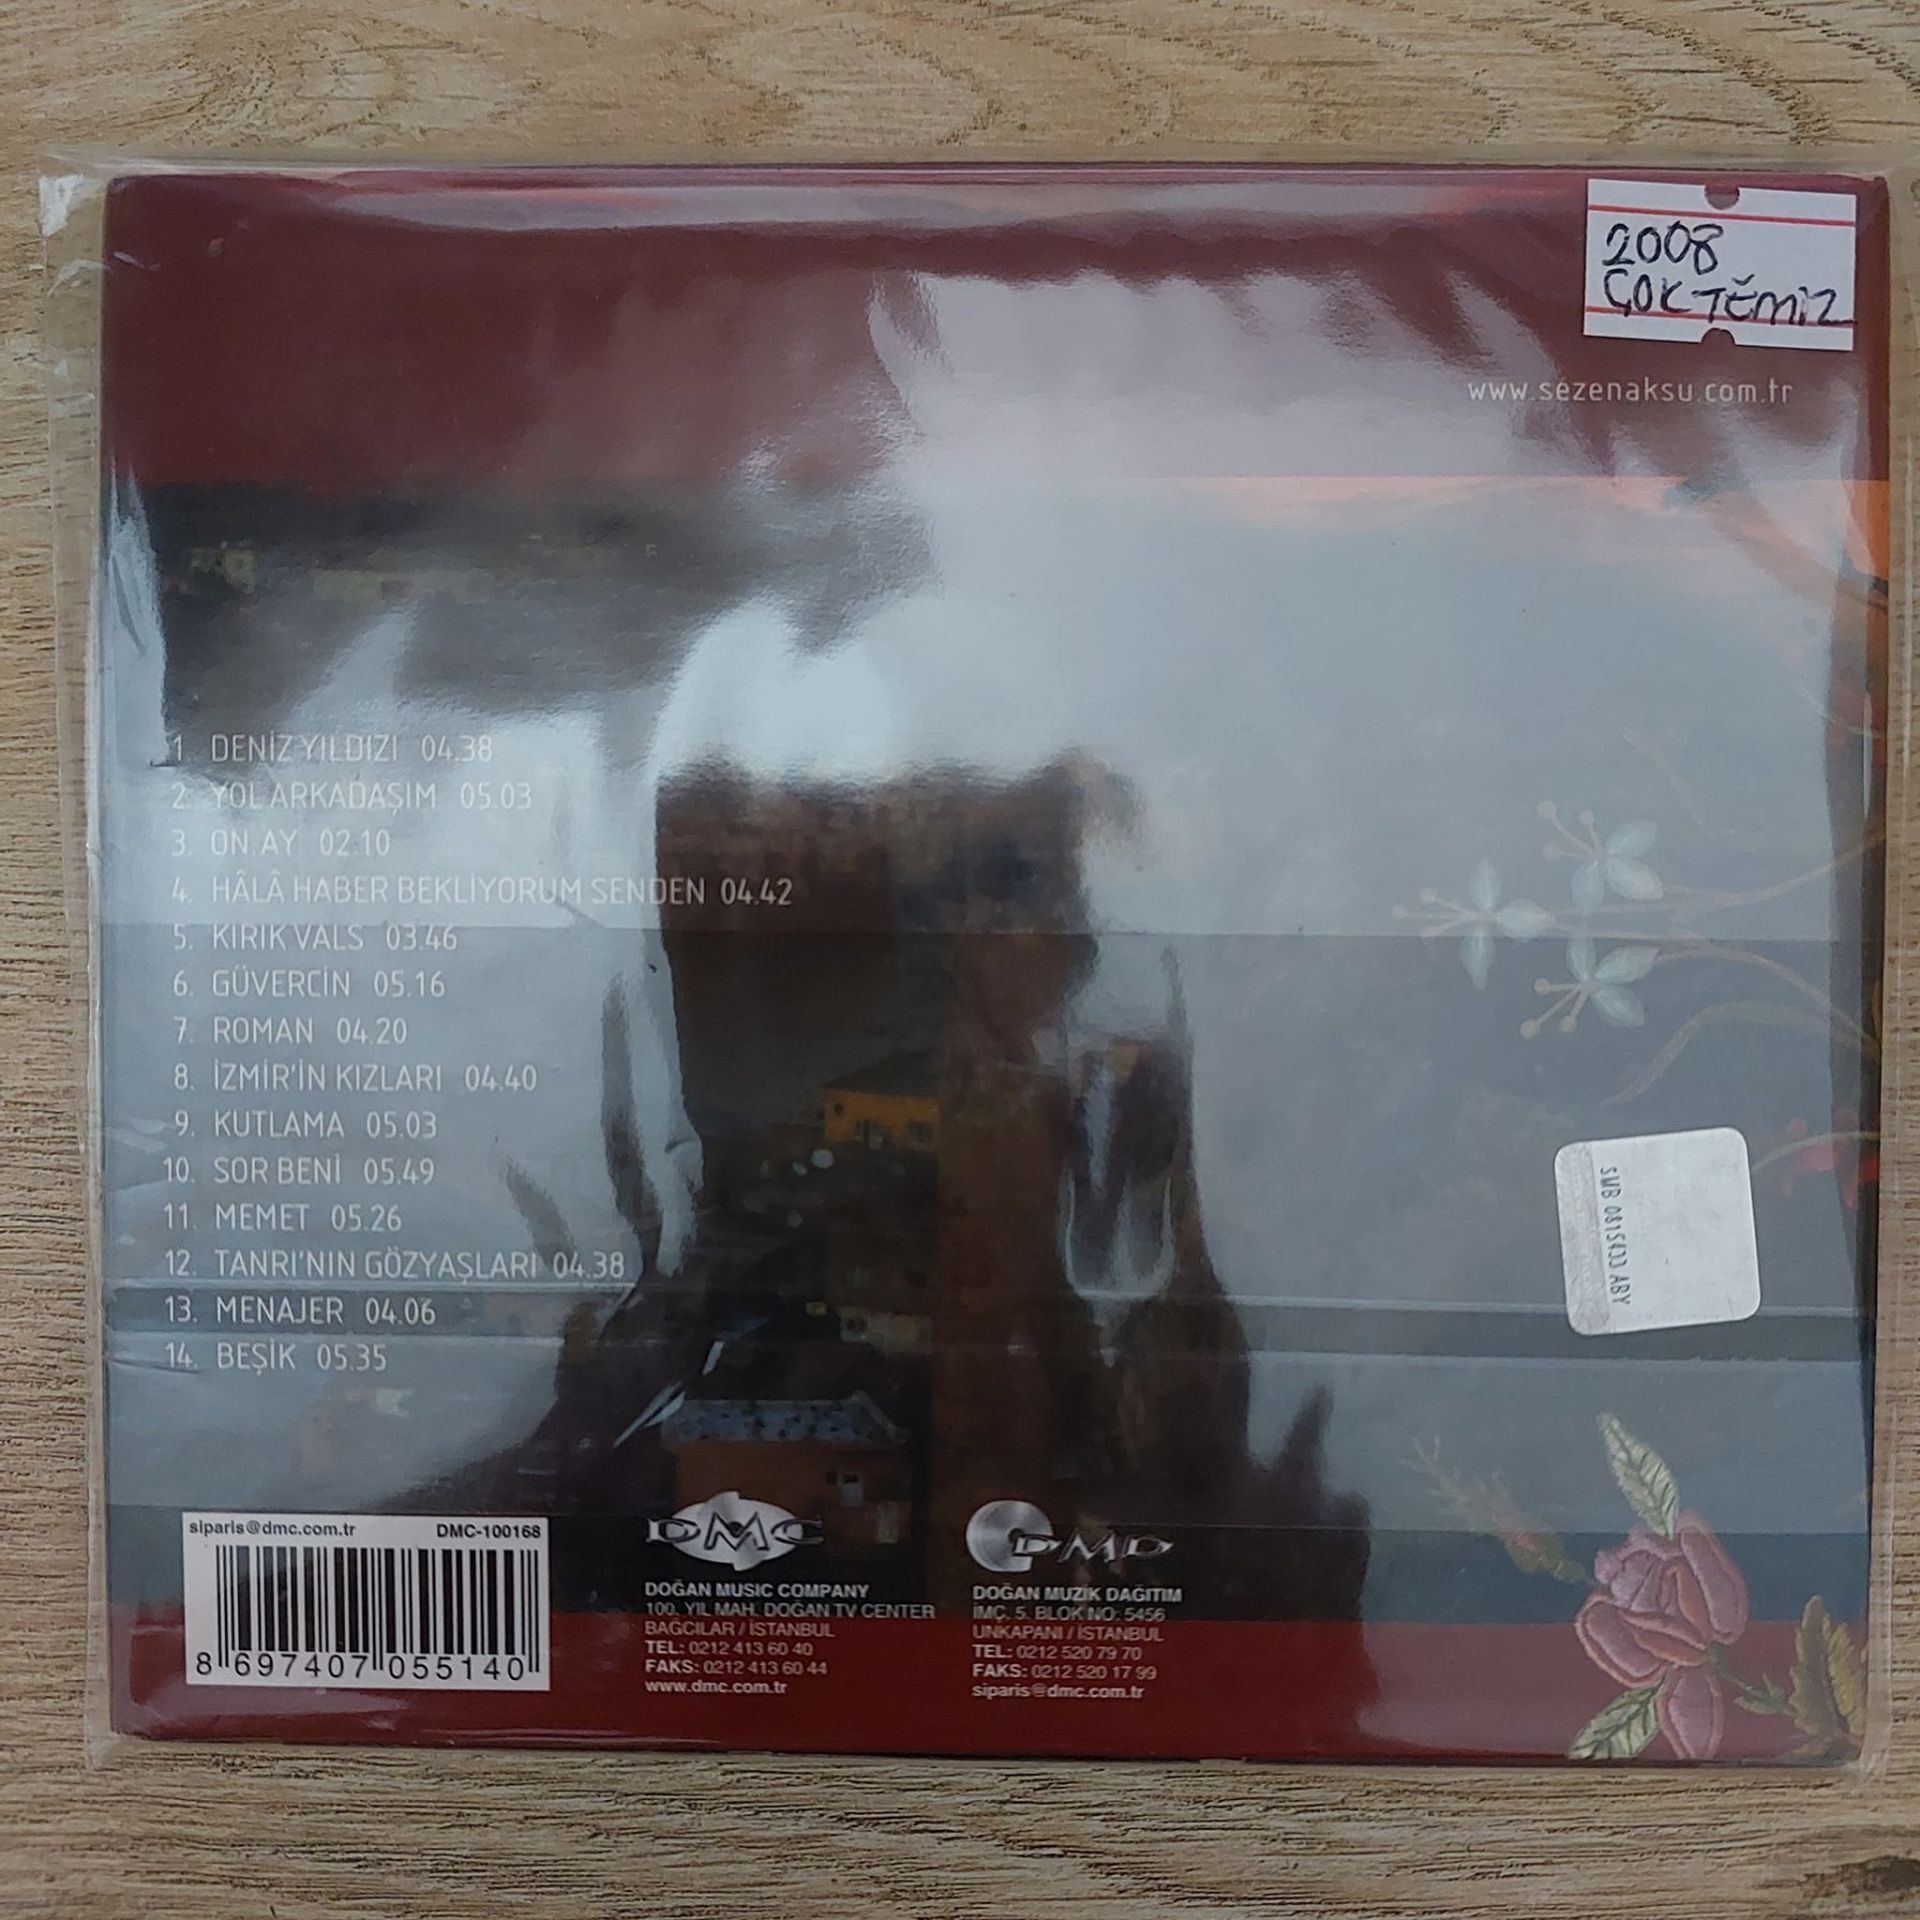 2008
ÇOK TEMİZ
www.sezenaksu.com.tr
1. DENİZ YILDIZI 04.38
2. YOL ARKADAŞIM 05.03
3. ON AY 02.10
4. HÂLÂ HABER BEKLİYORUM SENDEN 04.42
5. KIRIK VALS 03.46
6. GÜVERCİN 05.16
7. ROMAN 04.20
8. İZMİR'İN KIZLARI 04.40
9. KUTLAMA 05.03
10. SOR BENİ 05.49
11. MEMET 05.26
12. TANRI'NIN GÖZYAŞLARI 04.38
13. MENAJER 04.06
14. BEŞİK 05.35
SWB 081543 ABY
siparis@dmc.com.tr DMC-100168
8 697407 055140
DMC
DOĞAN MUSIC COMPANY
100. YIL MAH. DOĞAN TV CENTER
BAĞCILAR / İSTANBUL
TEL: 0212 413 60 40
FAKS: 0212 413 60 44
www.dmc.com.tr
DMD
DOĞAN MÜZİK DAĞITIM
İMÇ. 5. BLOK NO: 5456
UNKAPANI / İSTANBUL
TEL: 0212 520 79 70
FAKS: 0212 520 17 99
siparis@dmc.com.tr